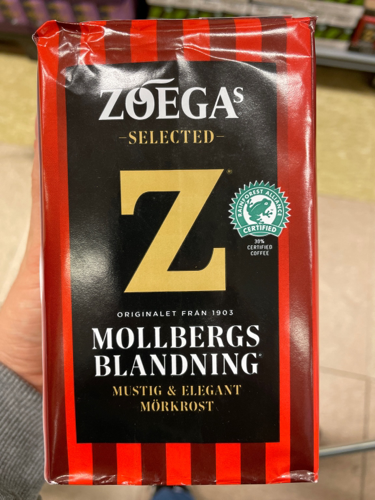 ZOÉGAS
SELECTED
Z
RAINFOREST ALLIANCE
CERTIFIED
30%
CERTIFIED
COFFEE
ORIGINALET FRÅN 1903
MOLLBERGS
BLANDNING®
MUSTIG & ELEGANT
MÖRKROST